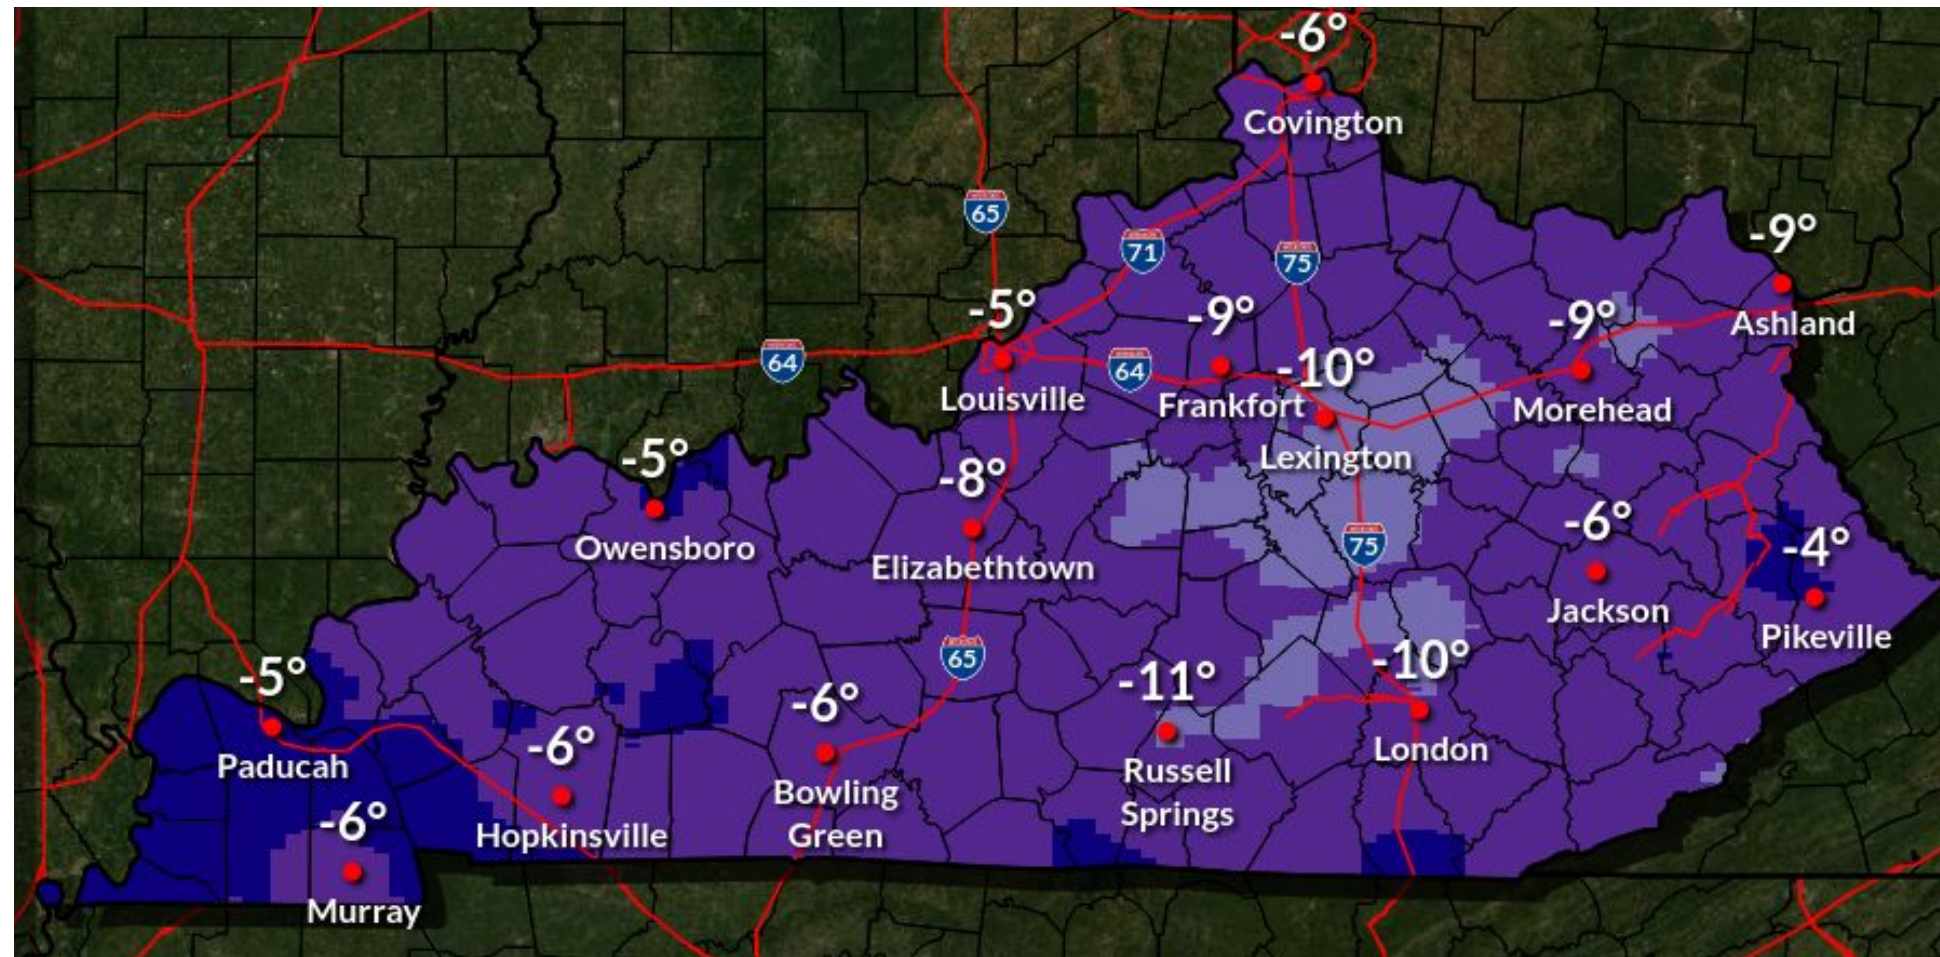 -6°
Covington
65
71
75
-9°
Ashland
-5°
Louisville
-9°
Frankfort
-10°
Lexington
-9°
Morehead
64
64
-5°
Owensboro
-8°
Elizabethtown
75
-6°
Jackson
-4°
Pikeville
65
-5°
Paducah
-6°
Hopkinsville
-6°
Bowling
Green
-11°
Russell
Springs
-10°
London
-6°
Murray